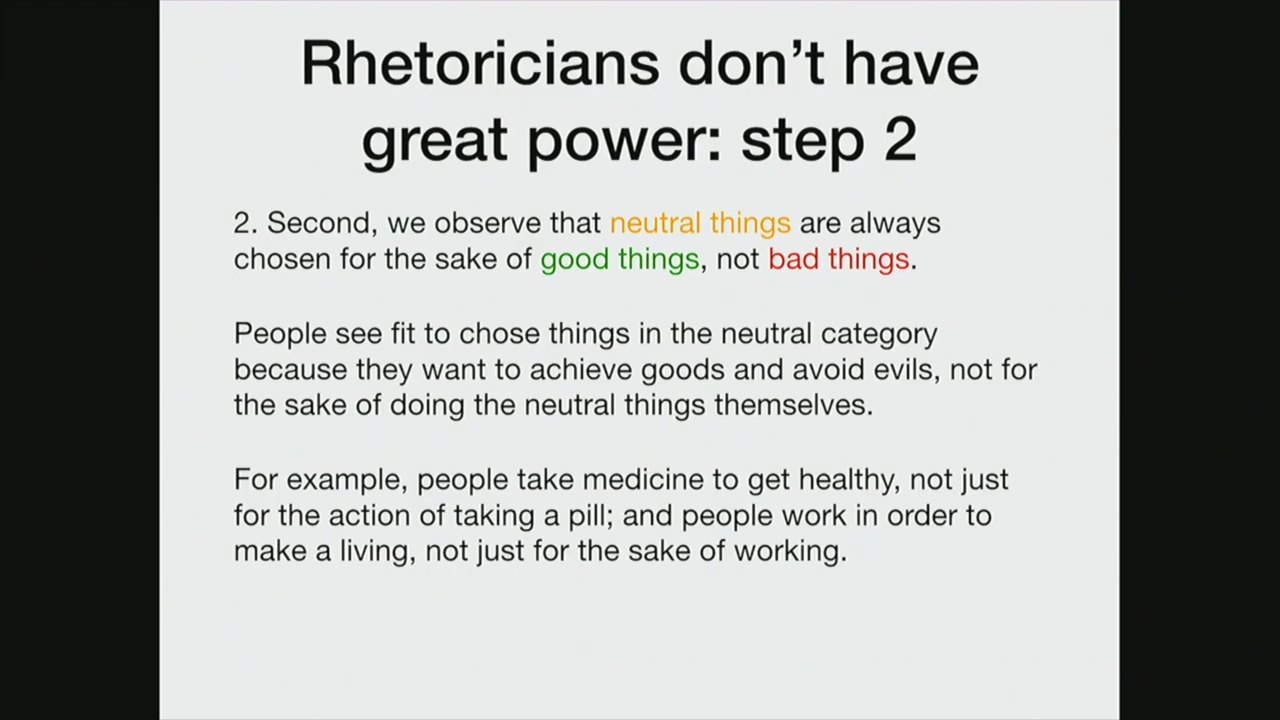 Rhetoricians don’t have
great power: step 2
2. Second, we observe that neutral things are always
chosen for the sake of good things, not bad things.
People see fit to chose things in the neutral category
because they want to achieve goods and avoid evils, not for
the sake of doing the neutral things themselves.
For example, people take medicine to get healthy, not just
for the action of taking a pill; and people work in order to
make a living, not just for the sake of working.